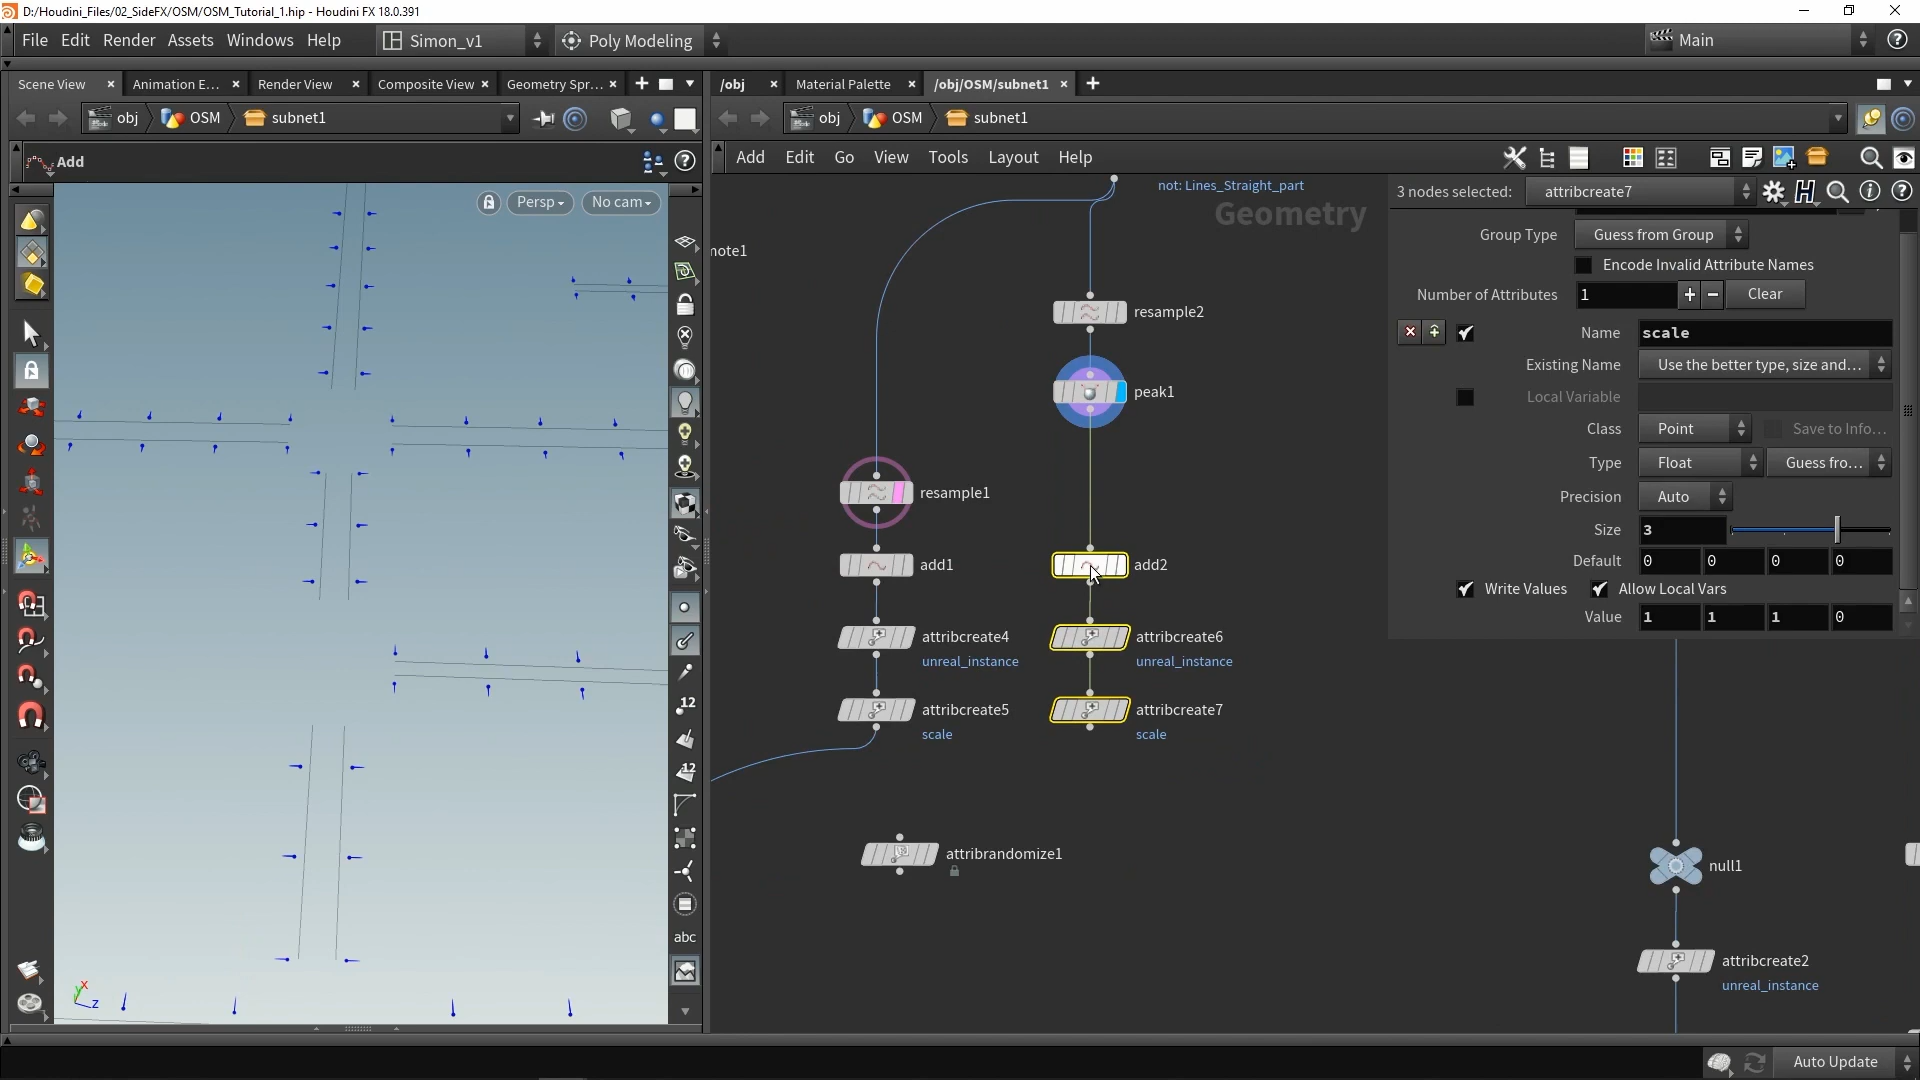 D:/Houdini_Files/02_SideFX/OSM/OSM_Tutorial_1.hip - Houdini FX 18.0.391
File Edit Render Assets Windows Help Simon_v1 Poly Modeling Main
Scene View Animation E... Render View Composite View Geometry Spr... /obj Material Palette /obj/OSM/subnet1
obj OSM subnet1 obj OSM subnet1
Add
Add Edit Go View Tools Layout Help
Persp No cam
not: Lines_Straight_part
Geometry
note1
resample2
peak1
resample1
add1
add2
attribcreate4
unreal_instance
attribcreate6
unreal_instance
attribcreate5
scale
attribcreate7
scale
attribrandomize1
null1
attribcreate2
unreal_instance
3 nodes selected: attribcreate7
Group Type Guess from Group
Encode Invalid Attribute Names
Number of Attributes 1 Clear
Name scale
Existing Name Use the better type, size and...
Local Variable
Class Point Save to Info...
Type Float Guess fro...
Precision Auto
Size 3
Default 0 0 0 0
Write Values Allow Local Vars
Value 1 1 1 0
12
12
abc
x
y
z
Auto Update